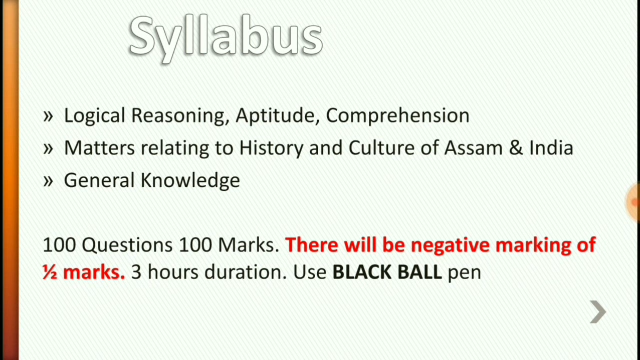 Syllabus
» Logical Reasoning, Aptitude, Comprehension
» Matters relating to History and Culture of Assam & India
» General Knowledge
100 Questions 100 Marks. There will be negative marking of
½ marks. 3 hours duration. Use BLACK BALL pen